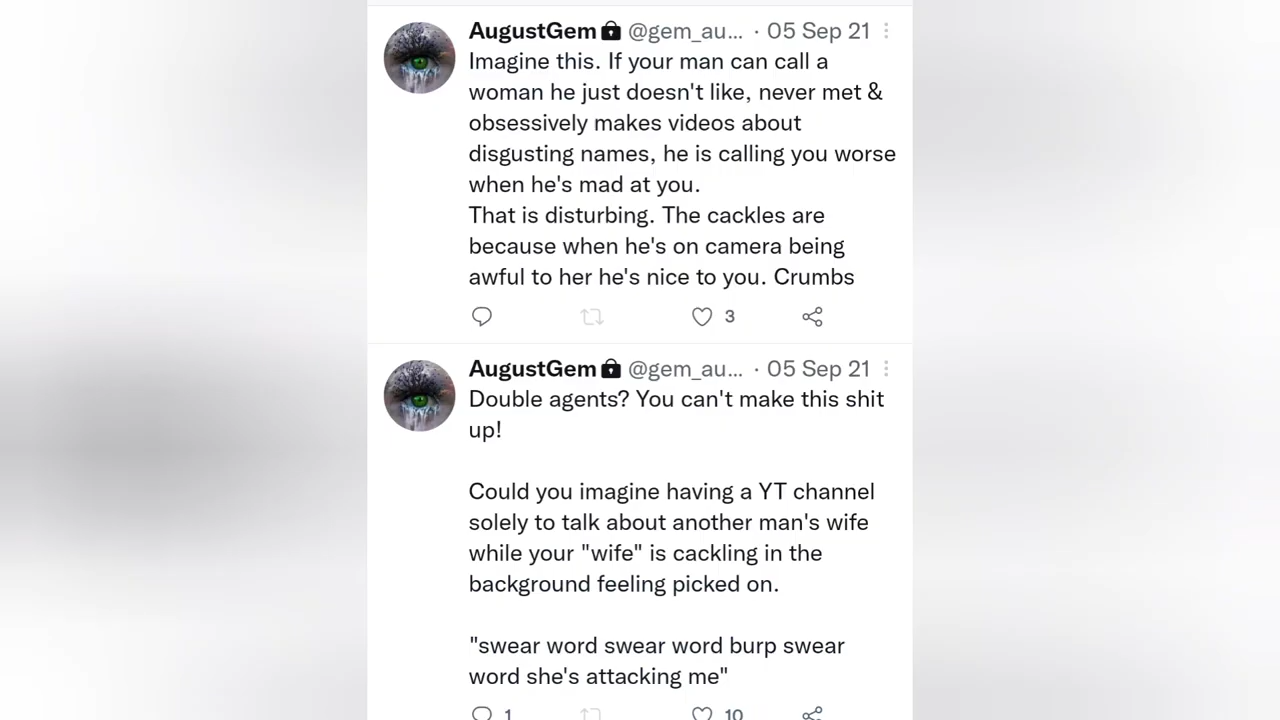 AugustGem @gem_au... · 05 Sep 21
Imagine this. If your man can call a
woman he just doesn't like, never met &
obsessively makes videos about
disgusting names, he is calling you worse
when he's mad at you.
That is disturbing. The cackles are
because when he's on camera being
awful to her he's nice to you. Crumbs
3
AugustGem @gem_au... · 05 Sep 21
Double agents? You can't make this shit
up!
Could you imagine having a YT channel
solely to talk about another man's wife
while your "wife" is cackling in the
background feeling picked on.
"swear word swear word burp swear
word she's attacking me"
1 10